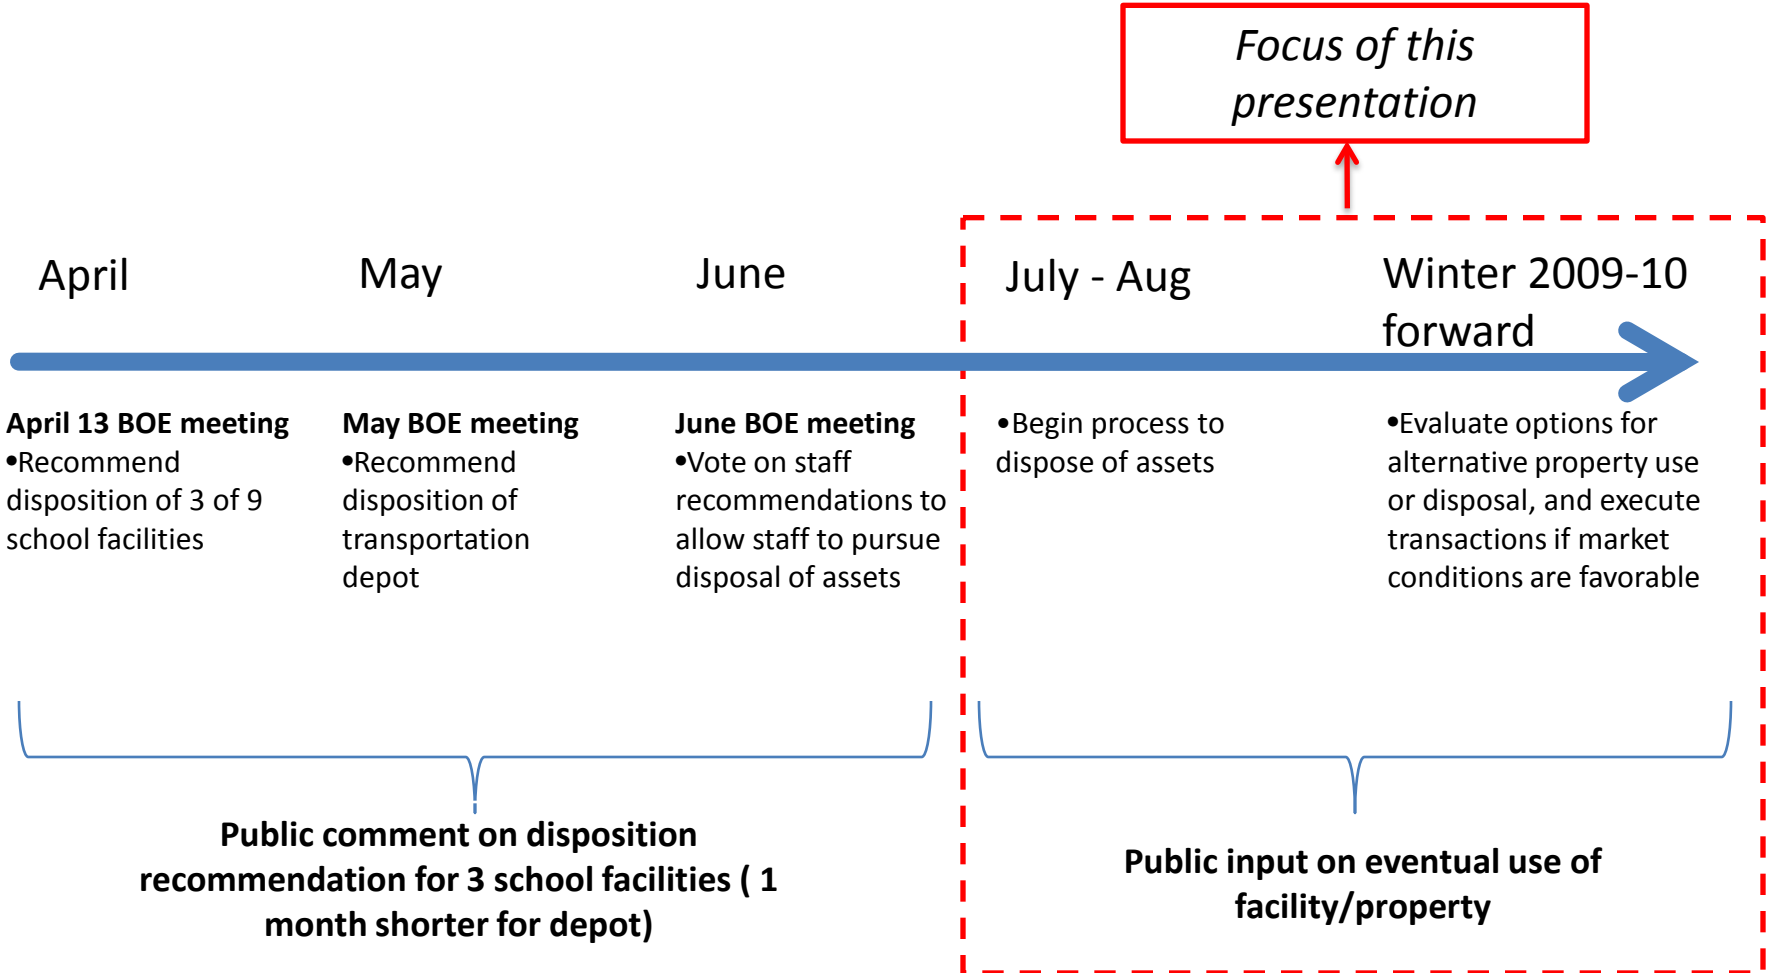 Focus of this
presentation
April
May
June
July - Aug
Winter 2009-10
forward
April 13 BOE meeting
•Recommend
disposition of 3 of 9
school facilities
May BOE meeting
•Recommend
disposition of
transportation
depot
June BOE meeting
•Vote on staff
recommendations to
allow staff to pursue
disposal of assets
•Begin process to
dispose of assets
•Evaluate options for
alternative property use
or disposal, and execute
transactions if market
conditions are favorable
Public comment on disposition
recommendation for 3 school facilities ( 1
month shorter for depot)
Public input on eventual use of
facility/property